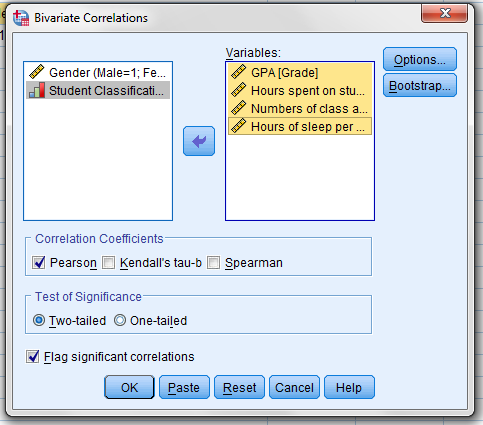 Bivariate Correlations
Variables:
Gender (Male=1; Fe...
Student Classificati...
GPA [Grade]
Hours spent on stu...
Numbers of class a...
Hours of sleep per ...
Options...
Bootstrap...
Correlation Coefficients
Pearson Kendall's tau-b Spearman
Test of Significance
Two-tailed One-tailed
Flag significant correlations
OK Paste Reset Cancel Help